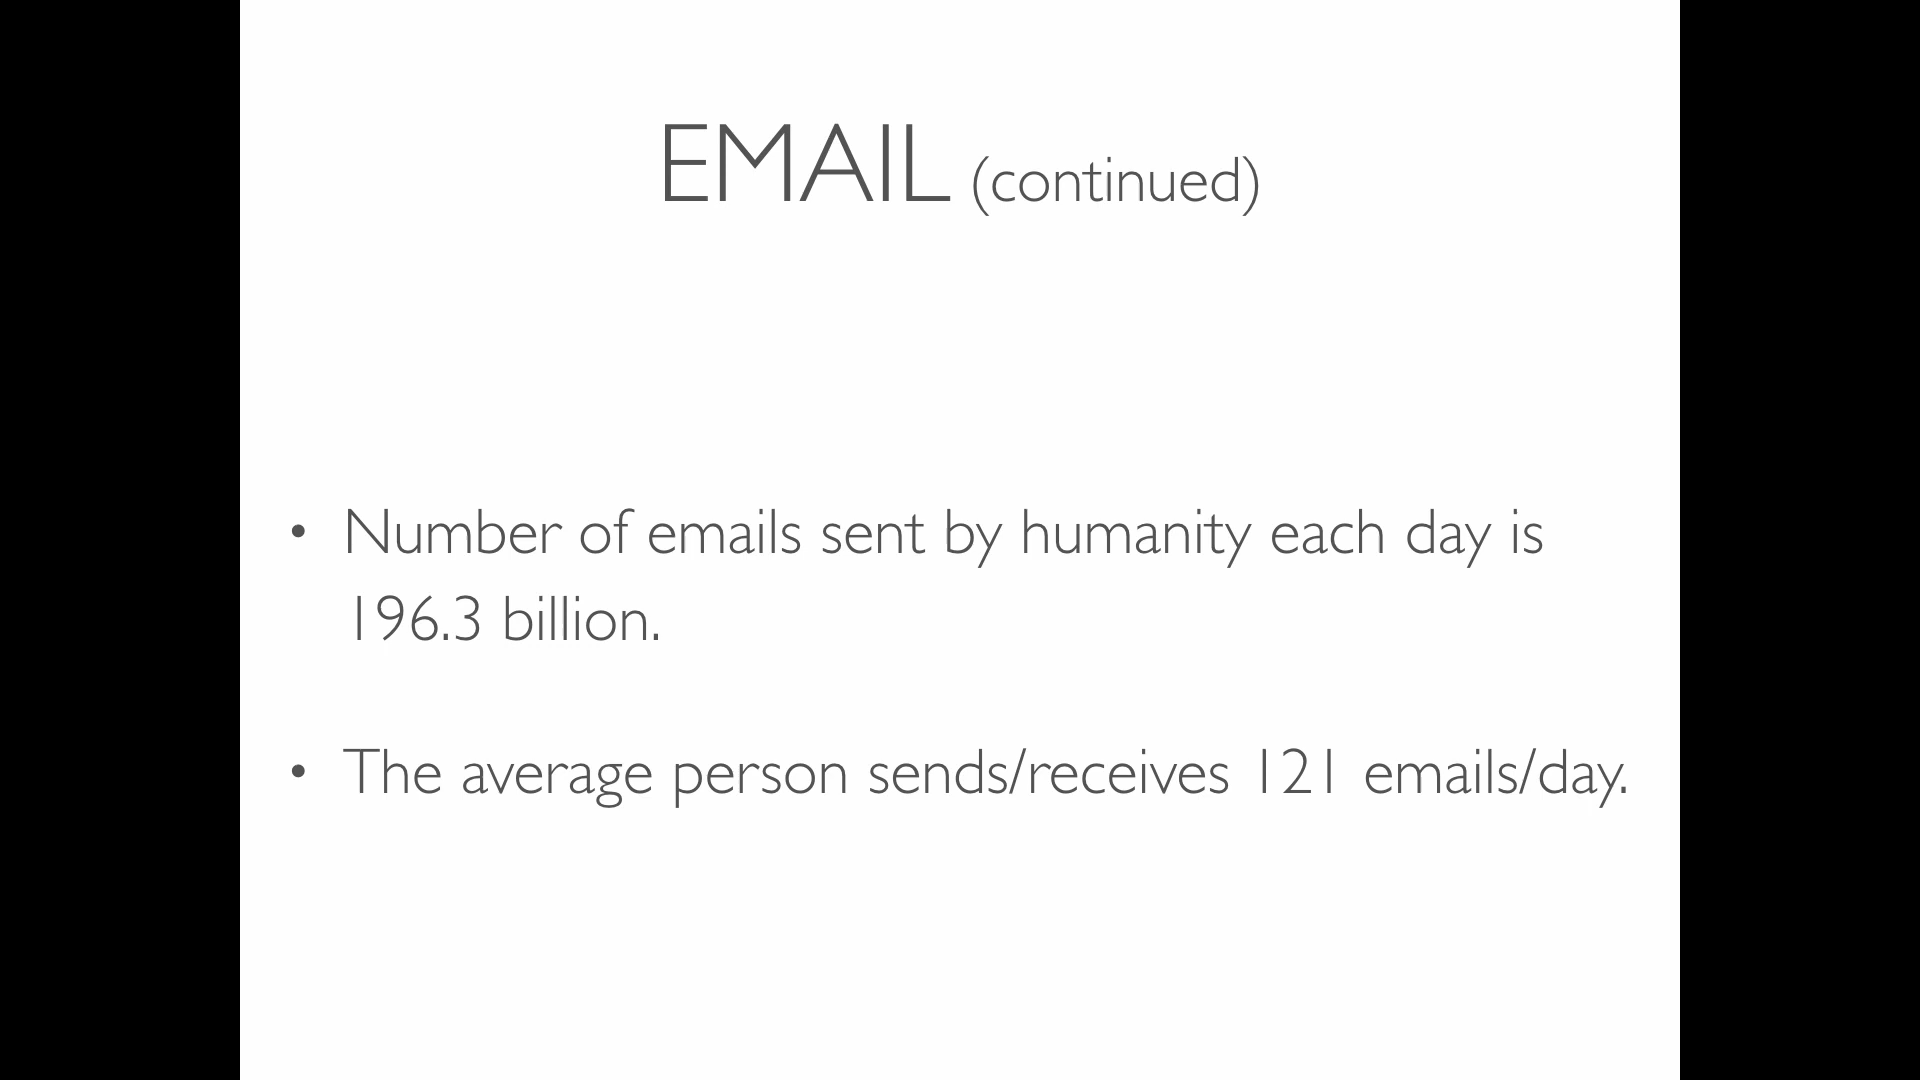 EMAIL (continued)
• Number of emails sent by humanity each day is
196.3 billion.
• The average person sends/receives 121 emails/day.